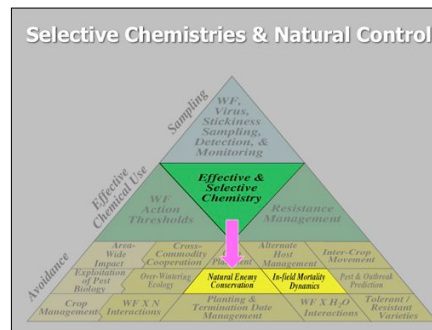 Selective Chemistries & Natural Control
Sampling
WF,
Virus,
Stickiness
Sampling,
Detection, &
Monitoring
Effective
Chemical Use
Effective &
Selective
Chemistry
WF
Action
Thresholds
Resistance
Management
Avoidance
Area-
Wide
Impact
Cross-
Commodity
Cooperation
Alternate
Host
Management
Inter-Crop
Movement
Exploitation
of Pest
Biology
Over-Wintering
Ecology
Natural Enemy
Conservation
In-field Mortality
Dynamics
Pest & Outbreak
Prediction
Crop
Management
WF X N
Interactions
Planting &
Termination Date
Management
WF X H2O
Interactions
Tolerant /
Resistant
Varieties